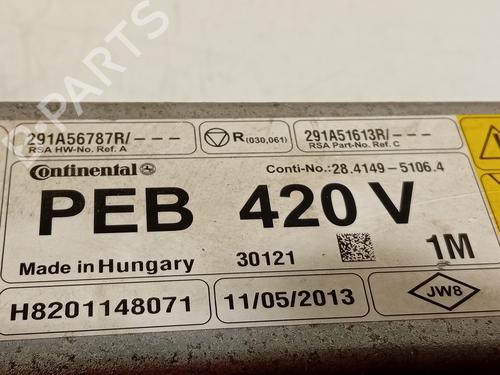 291A56787R/---
RSA HW-No. Ref. A
R(030,061)
291A51613R/---
RSA Part-No. Ref. C
Continental
Conti-No.:28.4149-5106.4
PEB 420 V
Made in Hungary
30121
1M
H8201148071
11/05/2013
JW8
B-PARTS